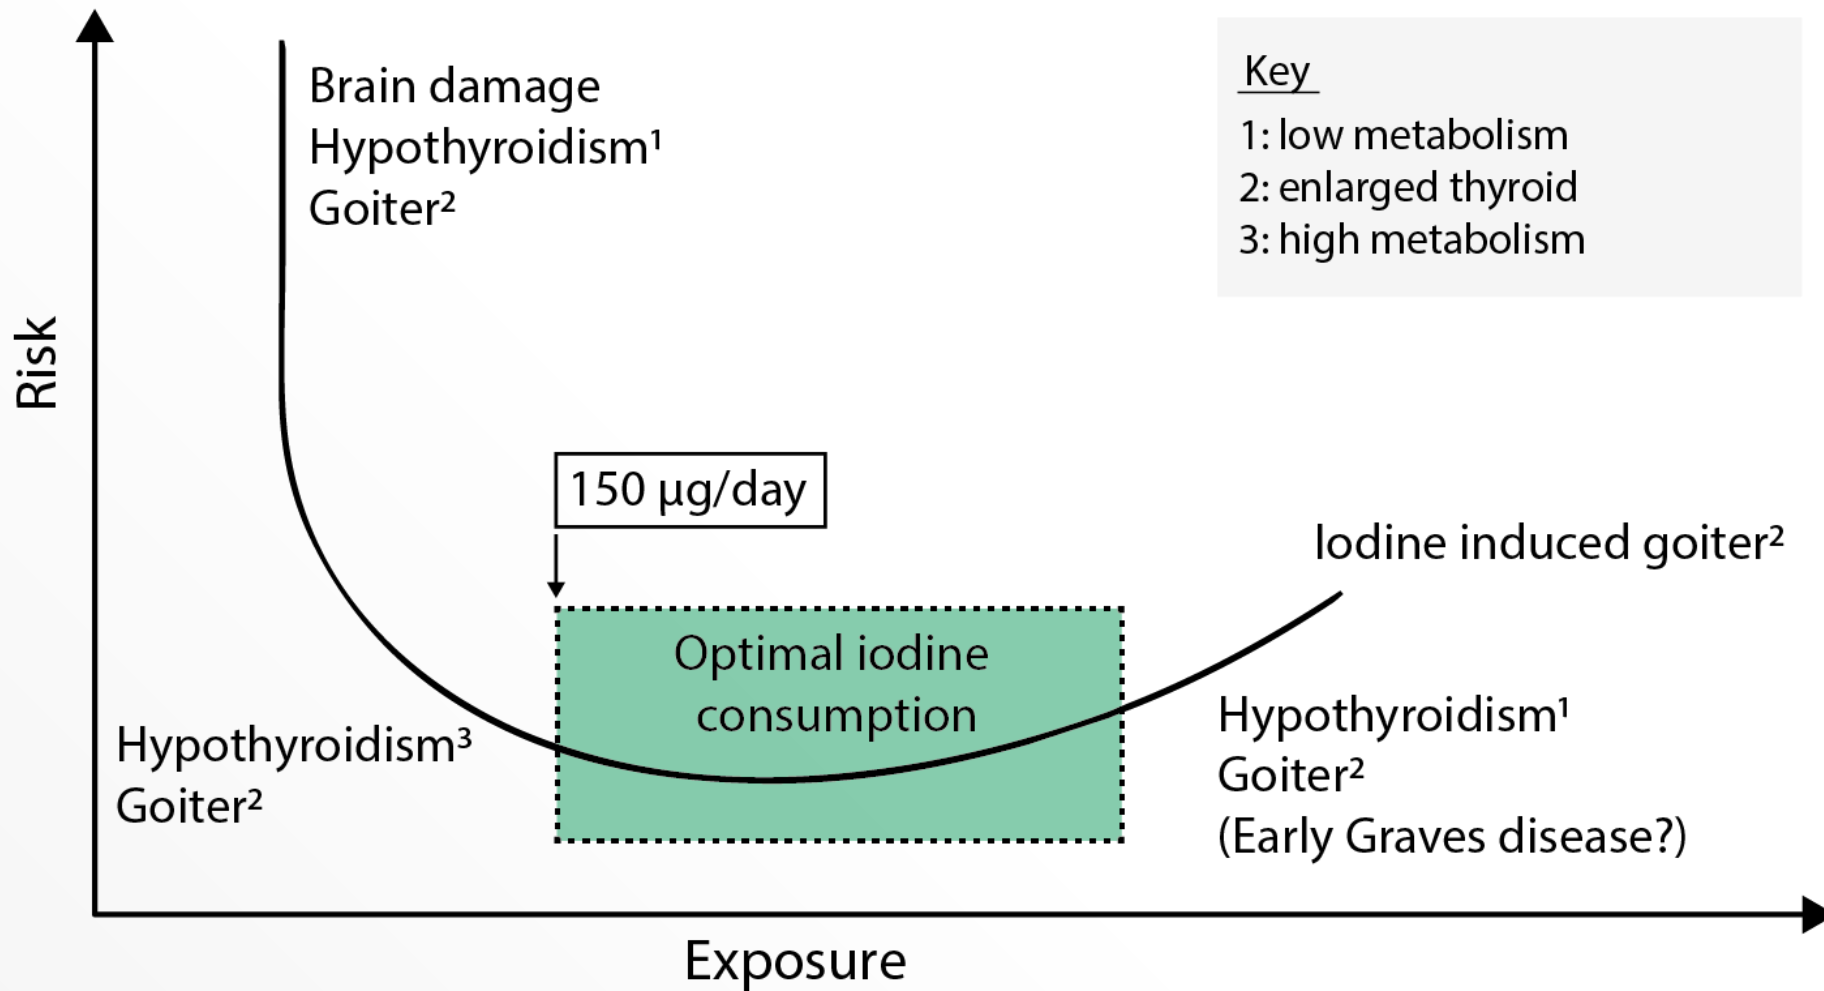 Brain damage
Hypothyroidism¹
Goiter²
Key
1: low metabolism
2: enlarged thyroid
3: high metabolism
Risk
150 µg/day
Iodine induced goiter²
Optimal iodine
consumption
Hypothyroidism³
Goiter²
Hypothyroidism¹
Goiter²
(Early Graves disease?)
Exposure